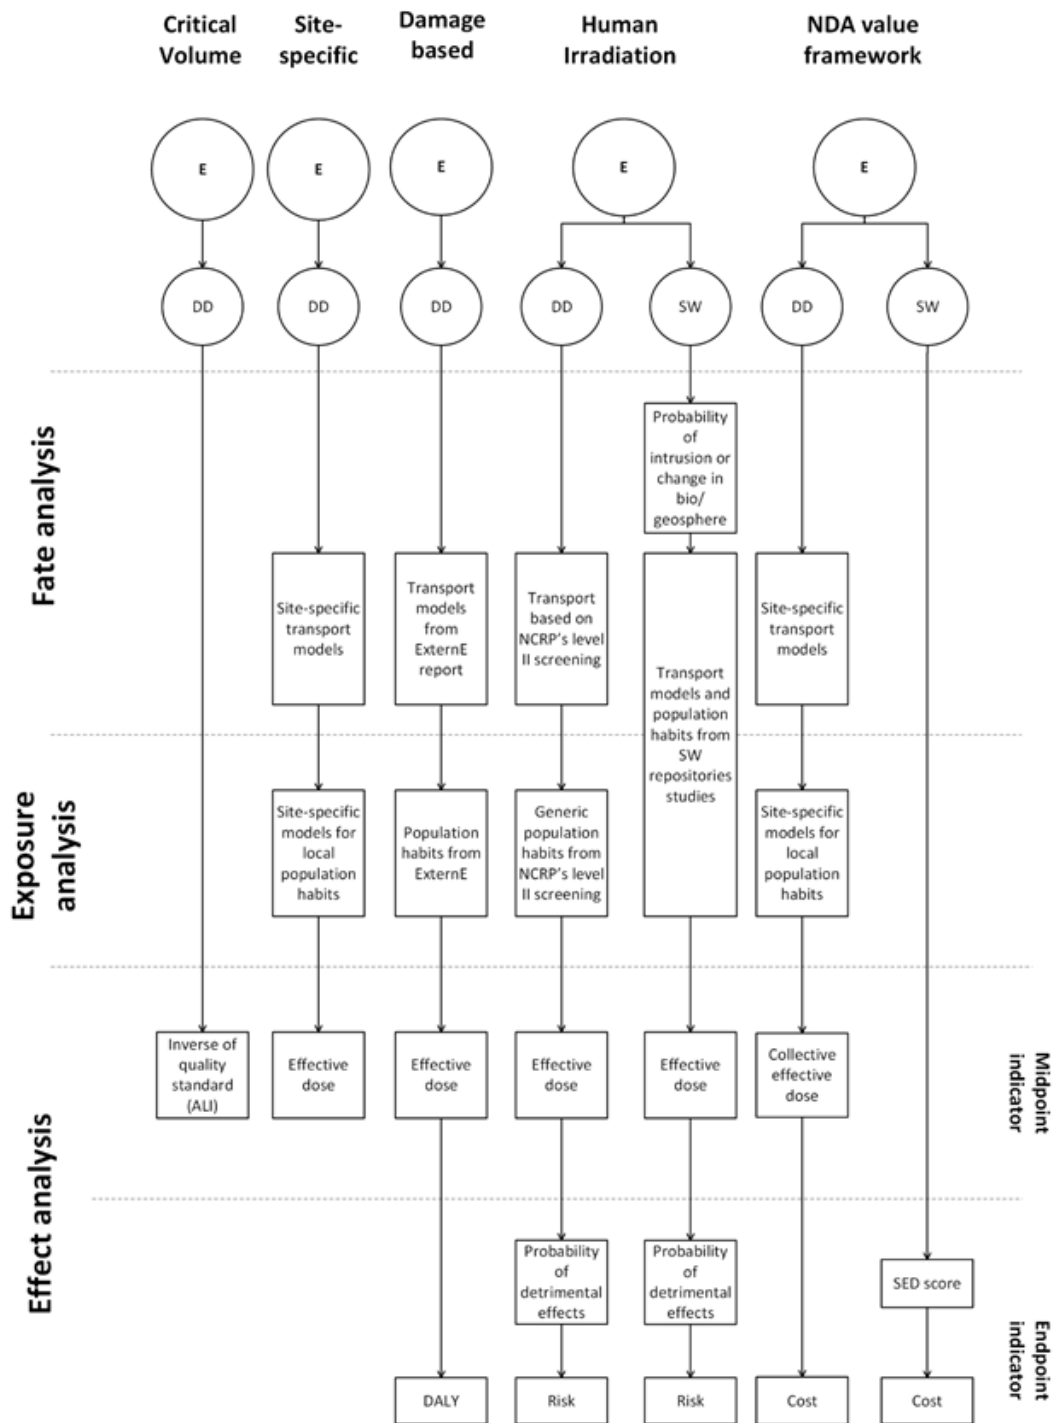 Critical
Volume
Site-
specific
Damage
based
Human
Irradiation
NDA value
framework
E
E
E
E
E
DD
DD
DD
DD
SW
DD
SW
Fate analysis
Probability
of
intrusion or
change in
bio/
geosphere
Site-specific
transport
models
Transport
models
from
ExternE
report
Transport
based on
NCRP's level
II screening
Transport
models and
population
habits from
SW
repositories
studies
Site-specific
transport
models
Exposure
analysis
Site-specific
models for
local
population
habits
Population
habits from
ExternE
Generic
population
habits from
NCRP's level
II screening
Site-specific
models for
local
population
habits
Effect analysis
Inverse of
quality
standard
(ALI)
Effective
dose
Effective
dose
Effective
dose
Effective
dose
Collective
effective
dose
Midpoint
indicator
Probability
of
detrimental
effects
Probability
of
detrimental
effects
SED score
DALY
Risk
Risk
Cost
Cost
Endpoint
indicator